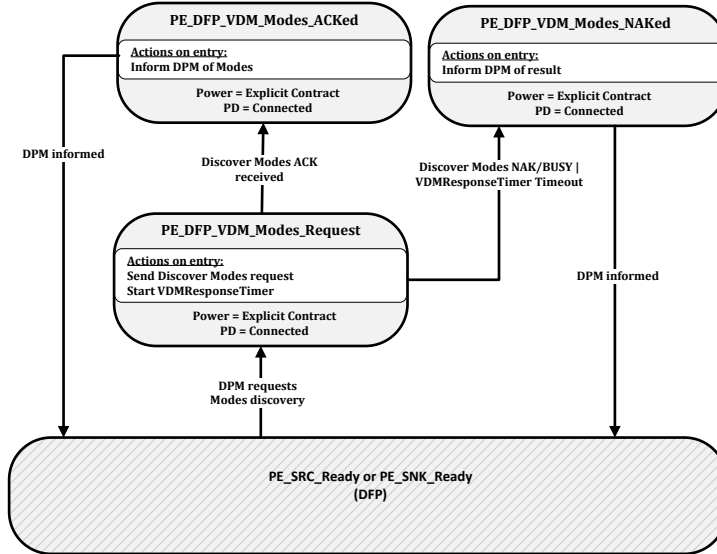 PE_DFP_VDM_Modes_ACKed
Actions on entry:
Inform DPM of Modes
Power = Explicit Contract
PD = Connected
PE_DFP_VDM_Modes_NAKed
Actions on entry:
Inform DPM of result
Power = Explicit Contract
PD = Connected
DPM informed
Discover Modes ACK
received
Discover Modes NAK/BUSY |
VDMResponseTimer Timeout
PE_DFP_VDM_Modes_Request
Actions on entry:
Send Discover Modes request
Start VDMResponseTimer
Power = Explicit Contract
PD = Connected
DPM informed
DPM requests
Modes discovery
PE_SRC_Ready or PE_SNK_Ready
(DFP)